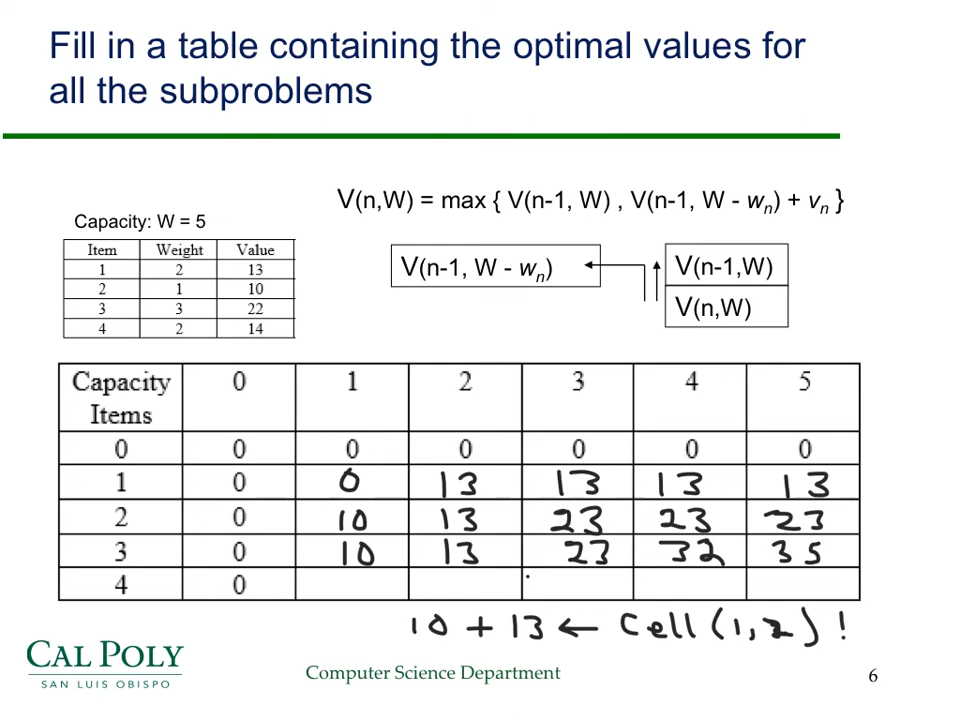 Fill in a table containing the optimal values for
all the subproblems
V(n,W) = max { V(n-1, W) , V(n-1, W - wn) + vn }
Capacity: W = 5
Item Weight Value
1 2 13
2 1 10
3 3 22
4 2 14
V(n-1, W - wn)
V(n-1,W)
V(n,W)
Capacity 0 1 2 3 4 5
Items
0 0 0 0 0 0 0
1 0 0 13 13 13 13
2 0 10 13 23 23 23
3 0 10 13 23 32 35
4 0
10 + 13 ← Cell (1,2) !
CAL POLY
SAN LUIS OBISPO
Computer Science Department
6